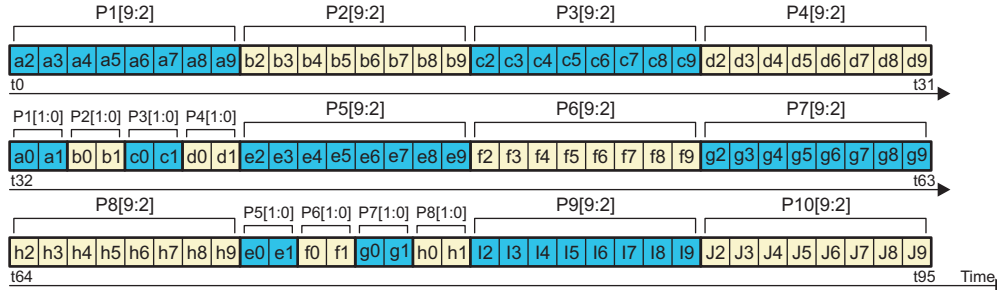 P1[9:2] P2[9:2] P3[9:2] P4[9:2]
a2 a3 a4 a5 a6 a7 a8 a9 b2 b3 b4 b5 b6 b7 b8 b9 c2 c3 c4 c5 c6 c7 c8 c9 d2 d3 d4 d5 d6 d7 d8 d9
t0 t31
P1[1:0] P2[1:0] P3[1:0] P4[1:0] P5[9:2] P6[9:2] P7[9:2]
a0 a1 b0 b1 c0 c1 d0 d1 e2 e3 e4 e5 e6 e7 e8 e9 f2 f3 f4 f5 f6 f7 f8 f9 g2 g3 g4 g5 g6 g7 g8 g9
t32 t63
P8[9:2] P5[1:0] P6[1:0] P7[1:0] P8[1:0] P9[9:2] P10[9:2]
h2 h3 h4 h5 h6 h7 h8 h9 e0 e1 f0 f1 g0 g1 h0 h1 I2 I3 I4 I5 I6 I7 I8 I9 J2 J3 J4 J5 J6 J7 J8 J9
t64 t95 Time